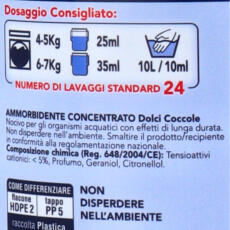 Dosaggio Consigliato:
4-5Kg 25ml
6-7Kg 35ml 10L / 10ml
NUMERO DI LAVAGGI STANDARD 24
AMMORBIDENTE CONCENTRATO Dolci Coccole
Nocivo per gli organismi acquatici con effetti di lunga durata.
Non disperdere nell'ambiente. Smaltire il prodotto/recipiente
in conformità alla regolamentazione.
Composizione chimica (Reg. 648/2004/CE): Tensioattivi
cationici: < 5%, Profumo, Geraniol, Citronellol.
COME DIFFERENZIARE
flacone tappo
HDPE 2 PP 5
raccolta Plastica
NON
DISPERDERE
NELL'AMBIENTE